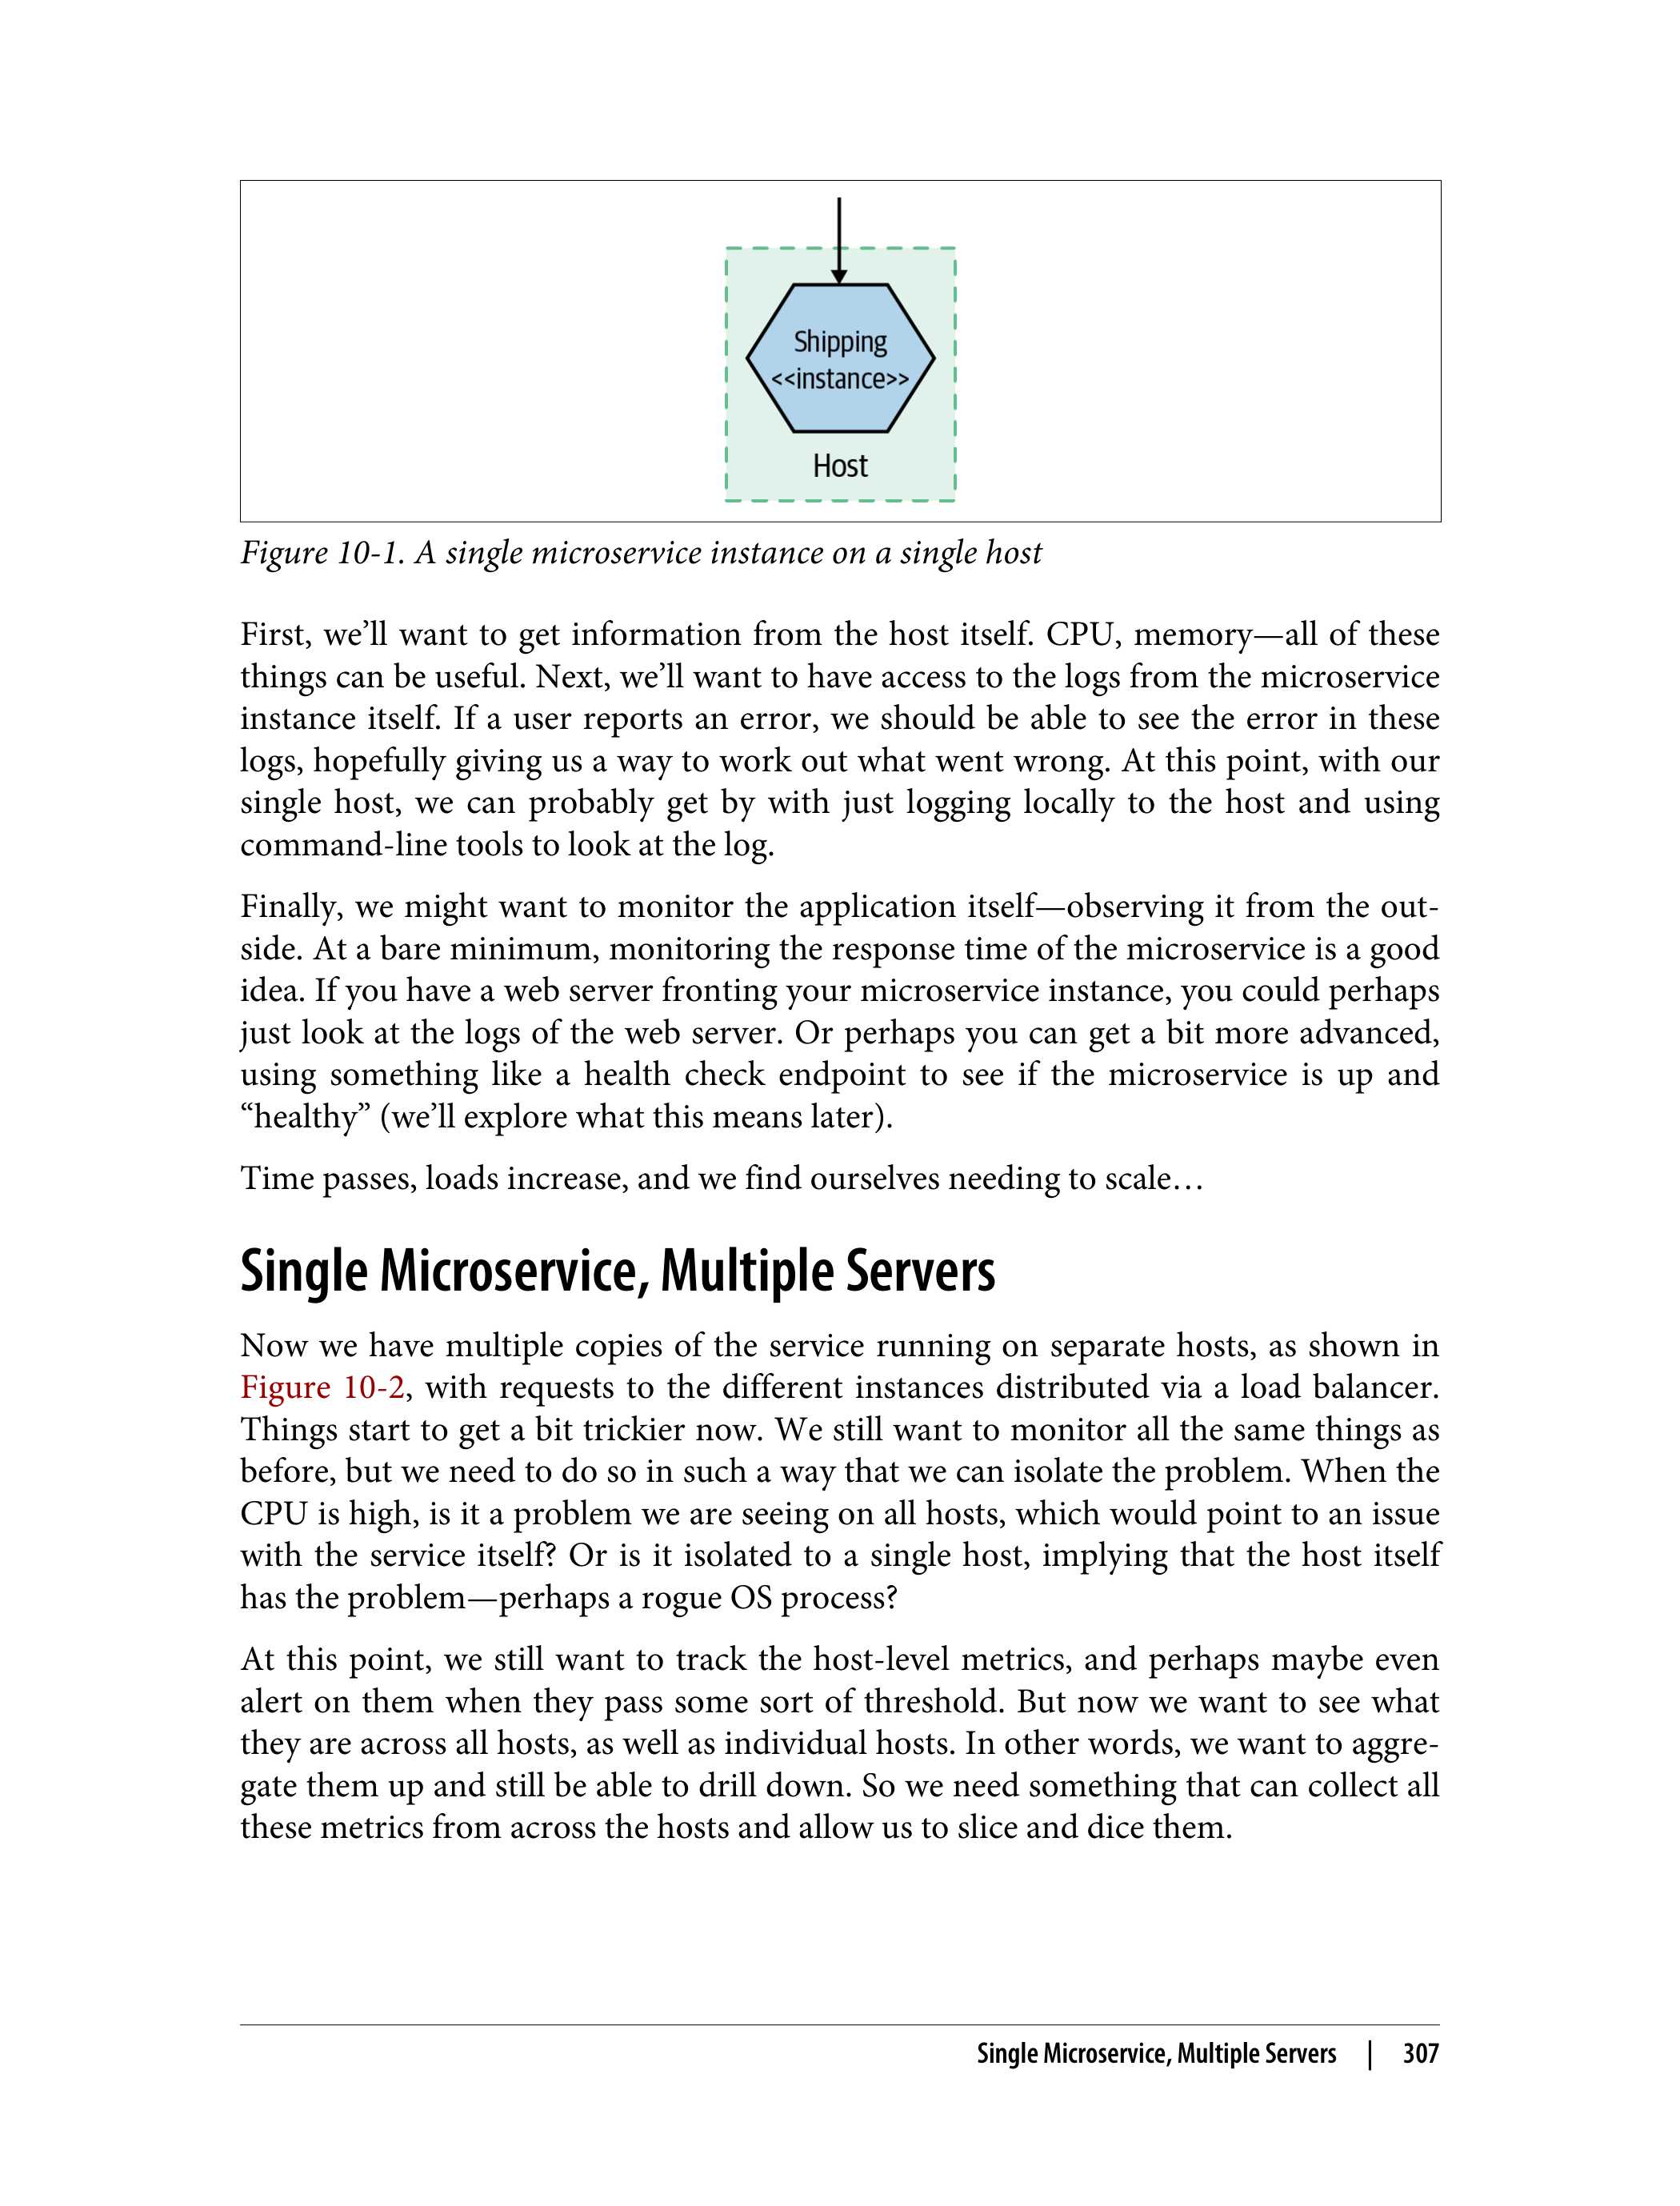 Shipping
<<instance>>
Host
Figure 10-1. A single microservice instance on a single host
First, we’ll want to get information from the host itself. CPU, memory—all of these
things can be useful. Next, we’ll want to have access to the logs from the microservice
instance itself. If a user reports an error, we should be able to see the error in these
logs, hopefully giving us a way to work out what went wrong. At this point, with our
single host, we can probably get by with just logging locally to the host and using
command-line tools to look at the log.
Finally, we might want to monitor the application itself—observing it from the out-
side. At a bare minimum, monitoring the response time of the microservice is a good
idea. If you have a web server fronting your microservice instance, you could perhaps
just look at the logs of the web server. Or perhaps you can get a bit more advanced,
using something like a health check endpoint to see if the microservice is up and
“healthy” (we’ll explore what this means later).
Time passes, loads increase, and we find ourselves needing to scale…
Single Microservice, Multiple Servers
Now we have multiple copies of the service running on separate hosts, as shown in
Figure 10-2, with requests to the different instances distributed via a load balancer.
Things start to get a bit trickier now. We still want to monitor all the same things as
before, but we need to do so in such a way that we can isolate the problem. When the
CPU is high, is it a problem we are seeing on all hosts, which would point to an issue
with the service itself? Or is it isolated to a single host, implying that the host itself
has the problem—perhaps a rogue OS process?
At this point, we still want to track the host-level metrics, and perhaps maybe even
alert on them when they pass some sort of threshold. But now we want to see what
they are across all hosts, as well as individual hosts. In other words, we want to aggre-
gate them up and still be able to drill down. So we need something that can collect all
these metrics from across the hosts and allow us to slice and dice them.
Single Microservice, Multiple Servers | 307